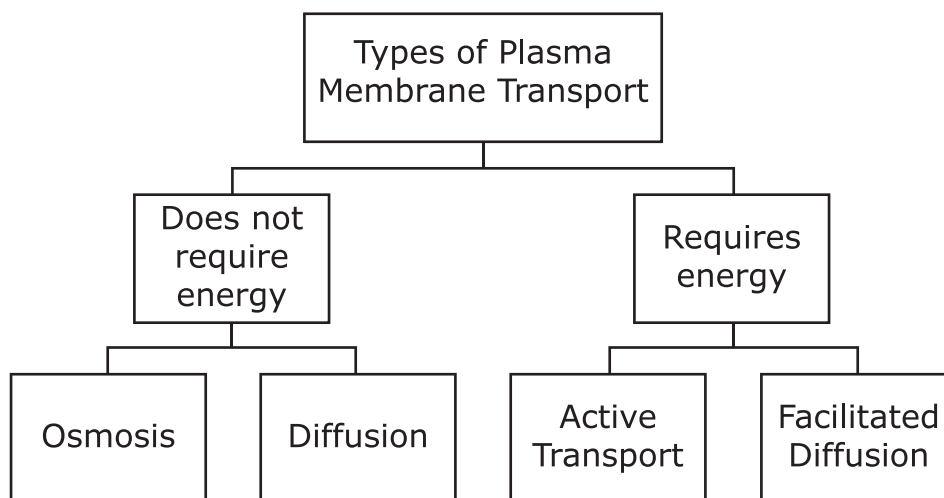 Types of Plasma
Membrane Transport
Does not
require
energy
Requires
energy
Osmosis
Diffusion
Active
Transport
Facilitated
Diffusion